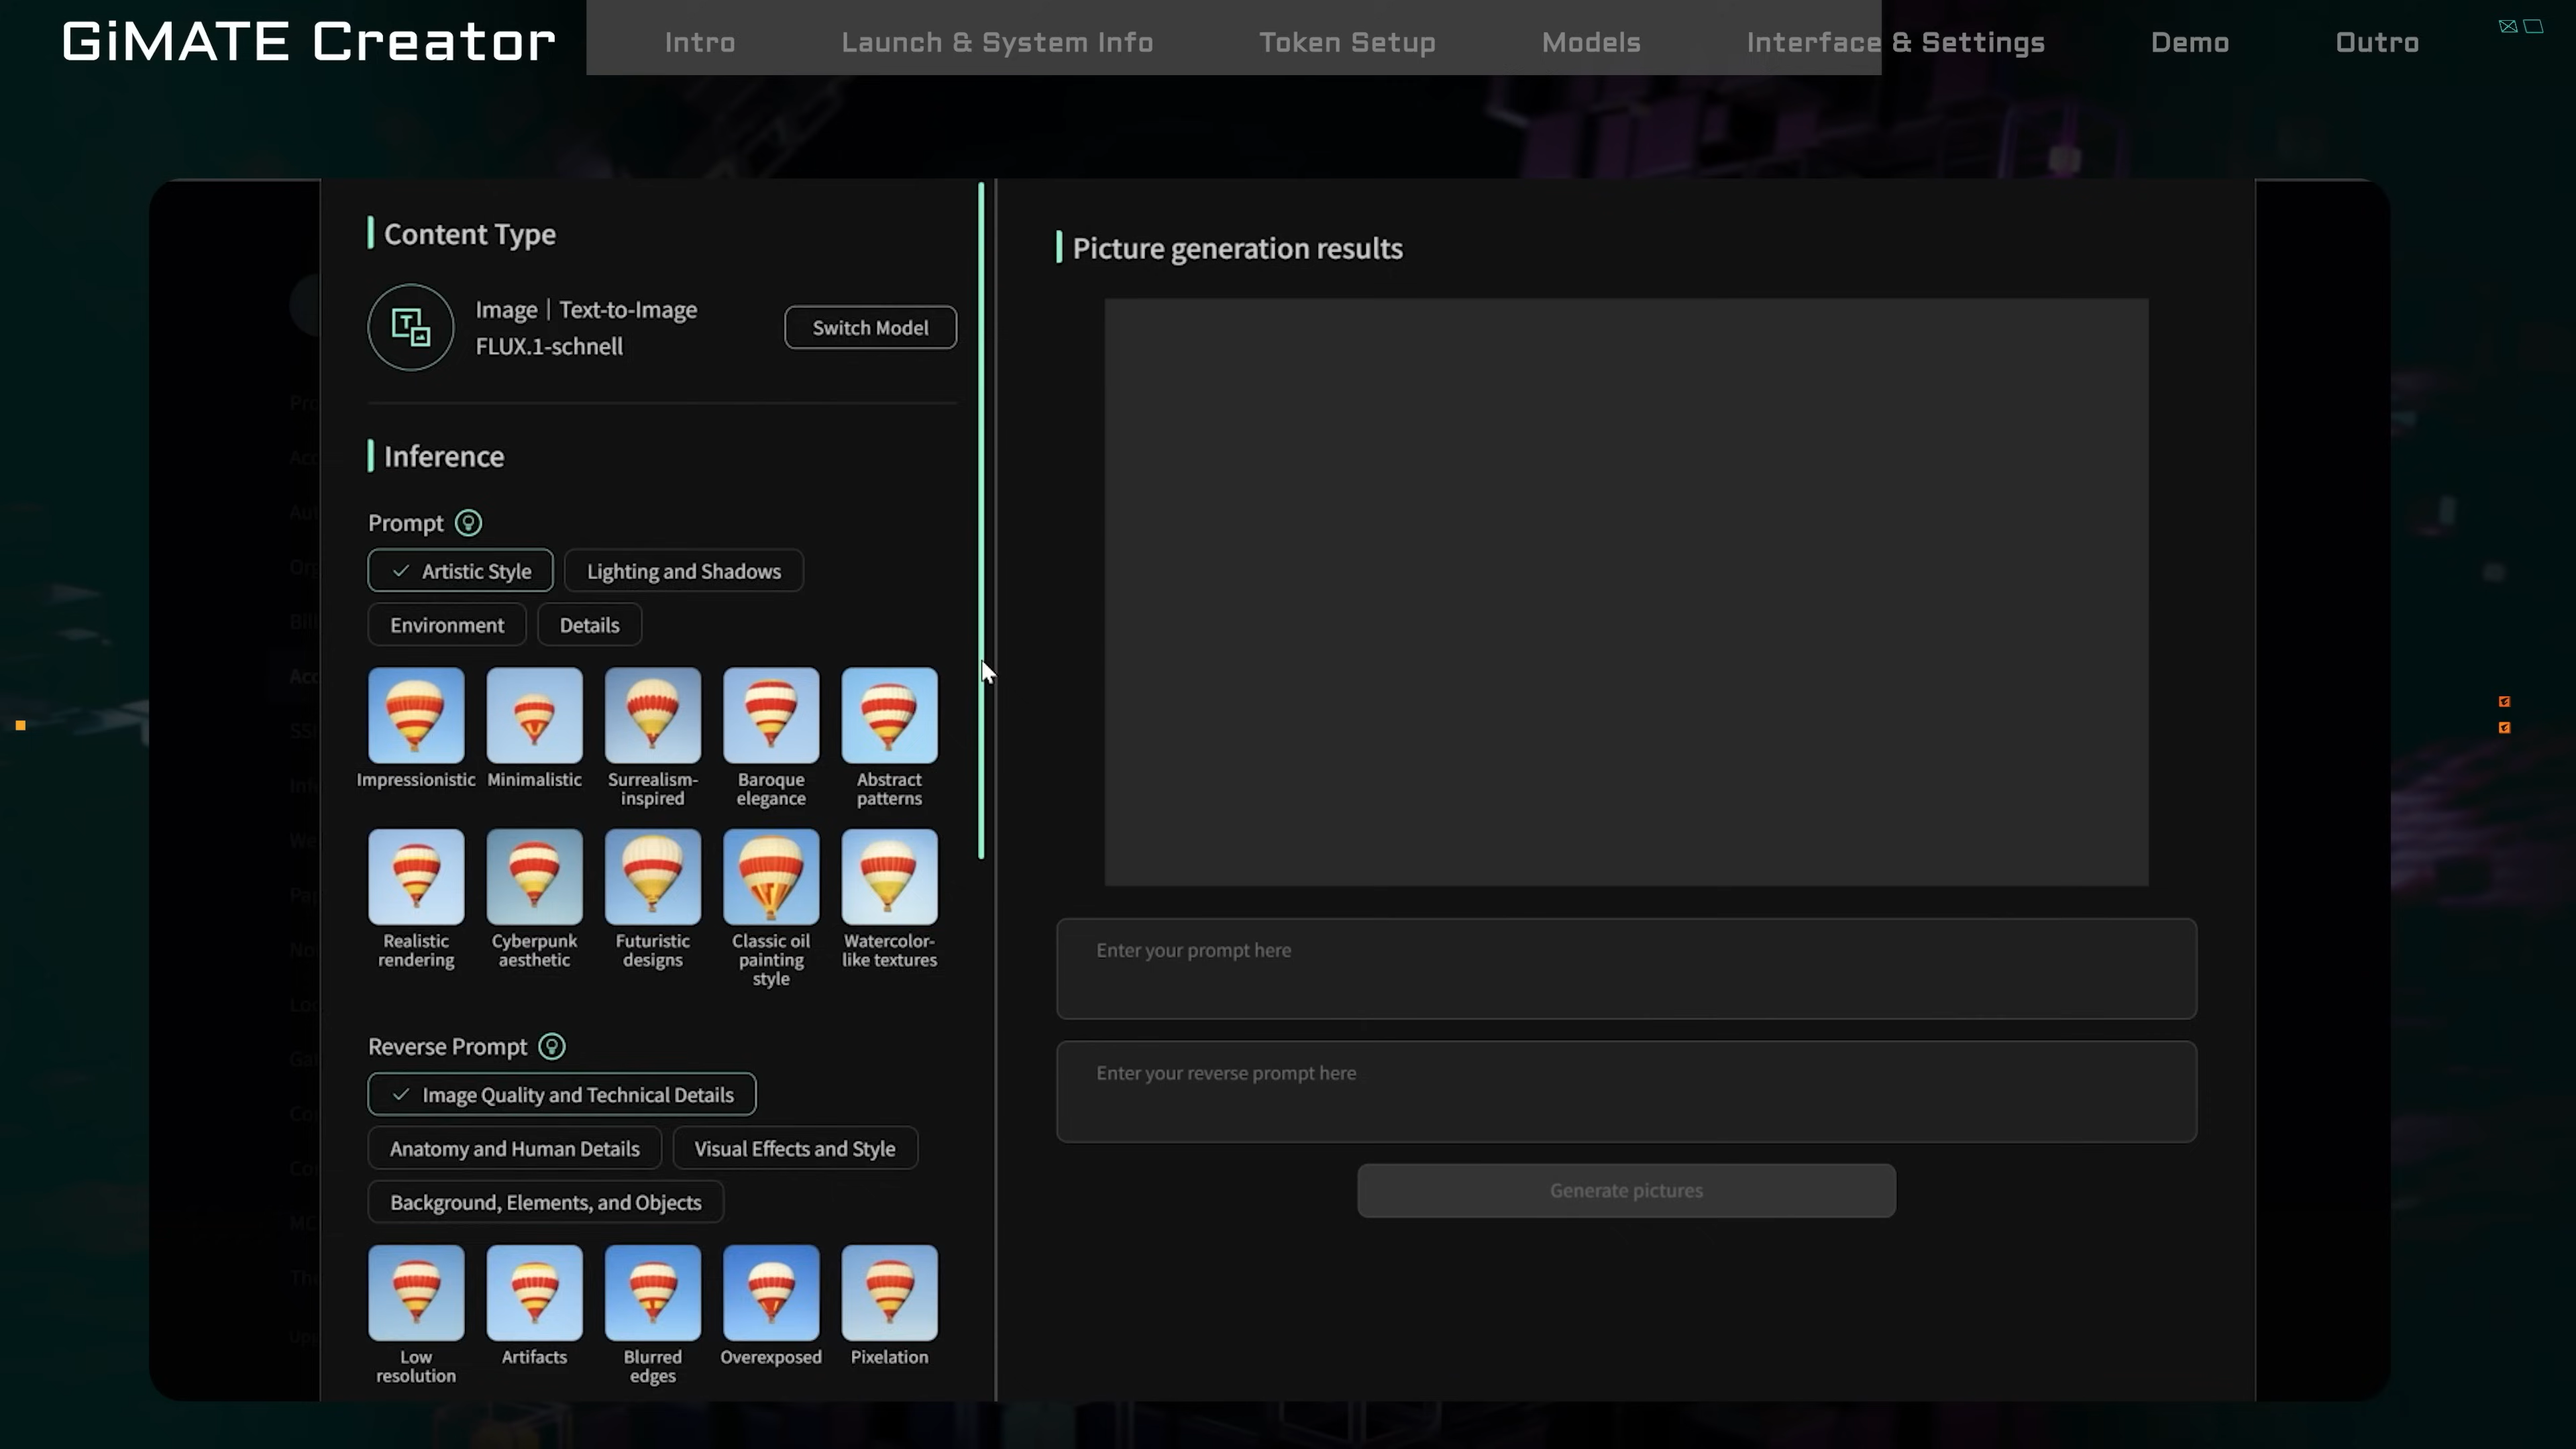 GiMATE Creator
Intro
Launch & System Info
Token Setup
Models
Interface & Settings
Demo
Outro
Content Type
Image | Text-to-Image
FLUX.1-schnell
Switch Model
Inference
Prompt
Artistic Style
Lighting and Shadows
Environment
Details
Impressionistic
Minimalistic
Surrealism-
inspired
Baroque
elegance
Abstract
patterns
Realistic
rendering
Cyberpunk
aesthetic
Futuristic
designs
Classic oil
painting
style
Watercolor-
like textures
Reverse Prompt
Image Quality and Technical Details
Anatomy and Human Details
Visual Effects and Style
Background, Elements, and Objects
Low
resolution
Artifacts
Blurred
edges
Overexposed
Pixelation
Picture generation results
Enter your prompt here
Enter your reverse prompt here
Generate pictures